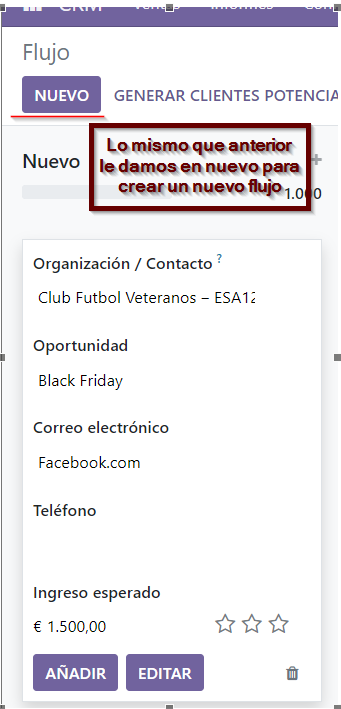 CRM
Flujo
NUEVO GENERAR CLIENTES POTENCIA
Nuevo
Lo mismo que anterior
le damos en nuevo para
crear un nuevo flujo
+
1.000
Organización / Contacto ?
Club Futbol Veteranos – ESA12
Oportunidad
Black Friday
Correo electrónico
Facebook.com
Teléfono
Ingreso esperado
€ 1.500,00
AÑADIR EDITAR